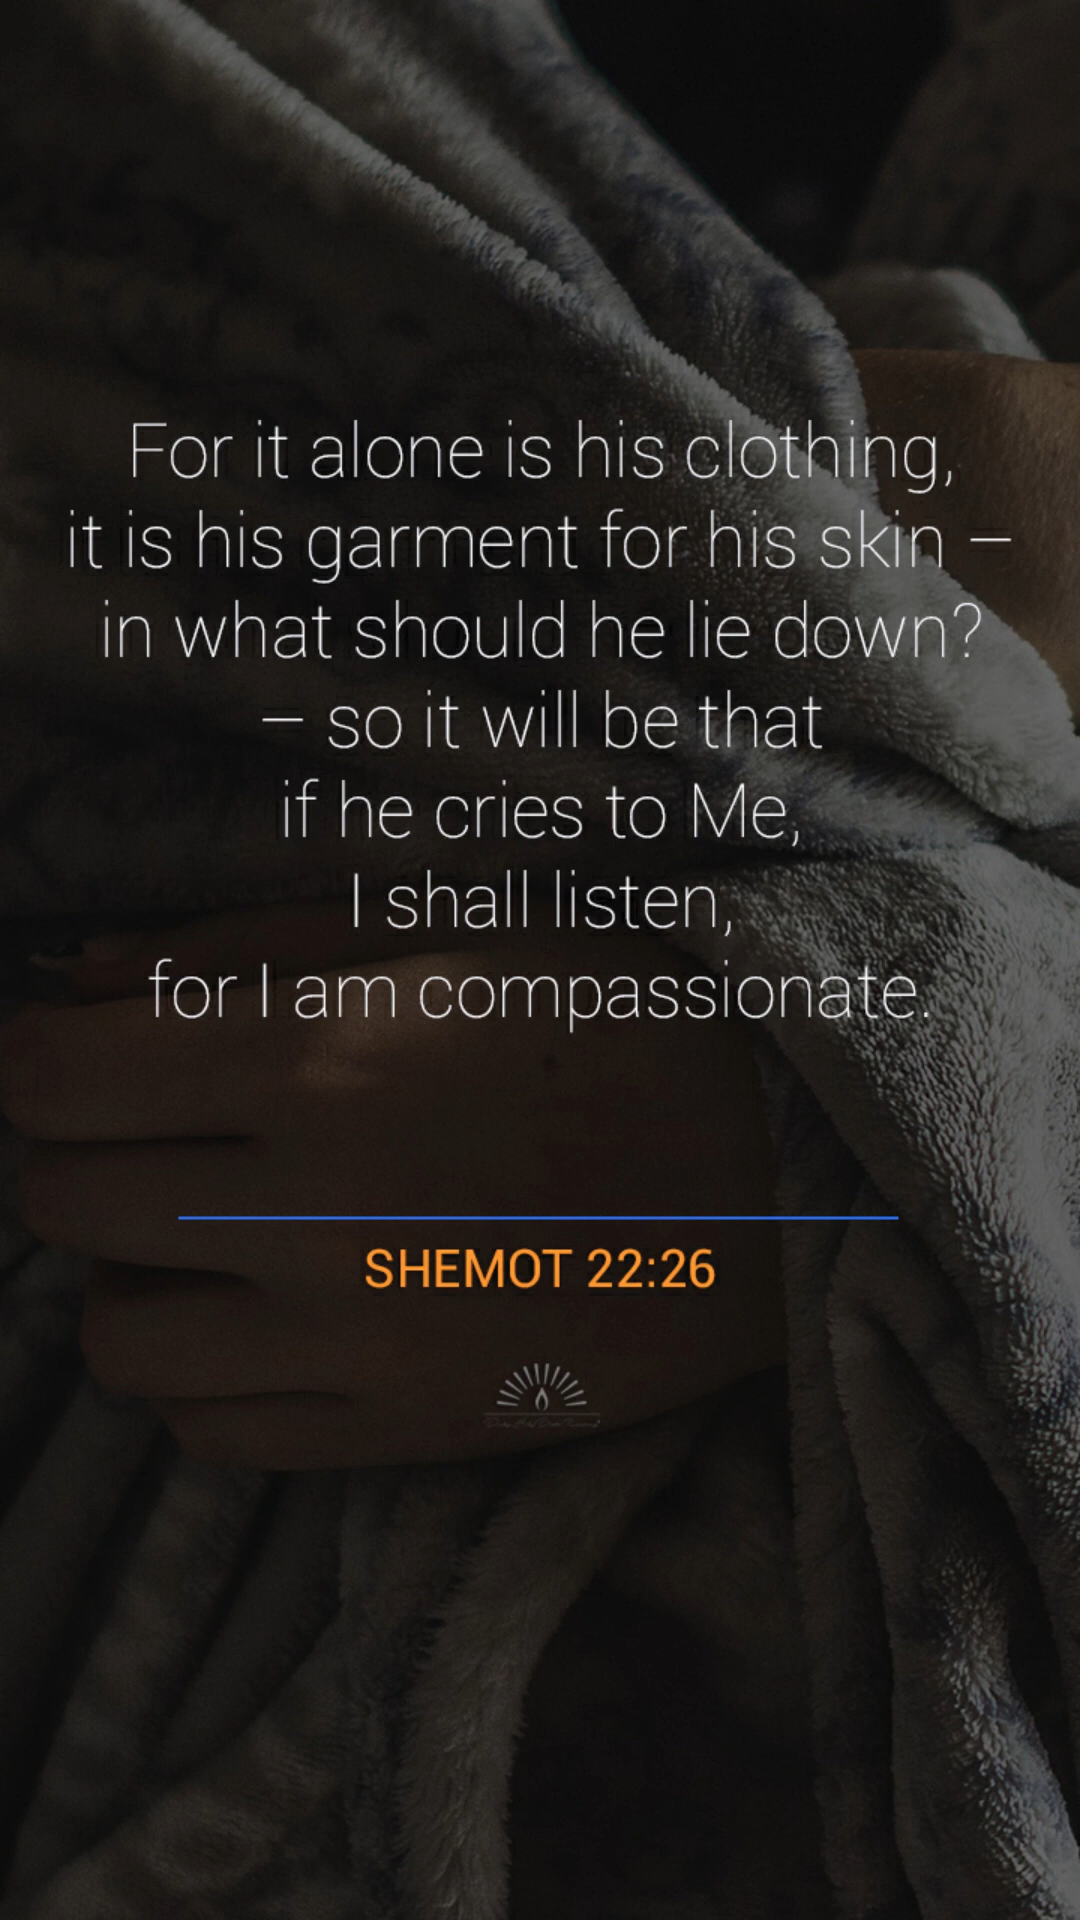 For it alone is his clothing,
it is his garment for his skin –
in what should he lie down?
– so it will be that
if he cries to Me,
I shall listen,
for I am compassionate.
SHEMOT 22:26